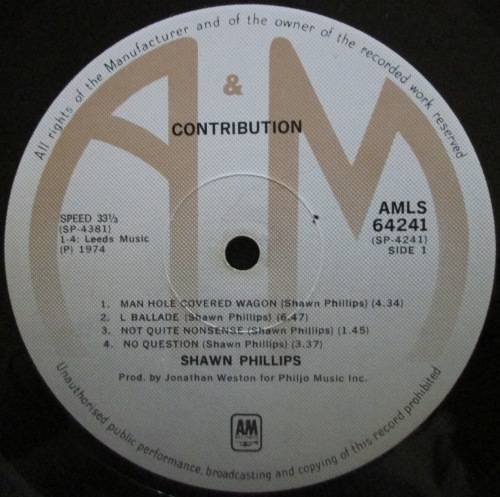 All rights of the Manufacturer and of the owner of the recorded work reserved
A & M
CONTRIBUTION
SPEED 33⅓
(SP-4381)
1-4: Leeds Music
(P) 1974
AMLS
64241
(SP-4241)
SIDE 1
1. MAN HOLE COVERED WAGON (Shawn Phillips) (4.34)
2. L BALLADE (Shawn Phillips) (6.47)
3. NOT QUITE NONSENSE (Shawn Phillips) (1.45)
4. NO QUESTION (Shawn Phillips) (3.37)
SHAWN PHILLIPS
Prod. by Jonathan Weston for Philjo Music Inc.
AM
Unauthorised public performance, broadcasting and copying of this record prohibited